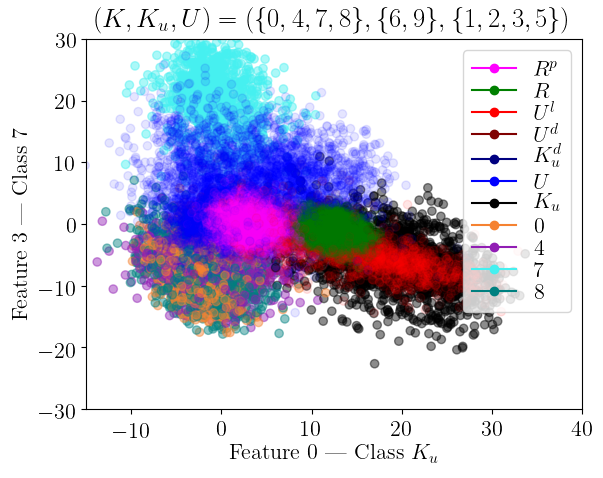 (K, K_u, U) = ({0, 4, 7, 8}, {6, 9}, {1, 2, 3, 5})
30
20
10
0
−10
−20
−30
Feature 3 — Class 7
R^p
R
U^l
U^d
K_u^d
U
K_u
0
4
7
8
−10
0
10
20
30
40
Feature 0 — Class K_u